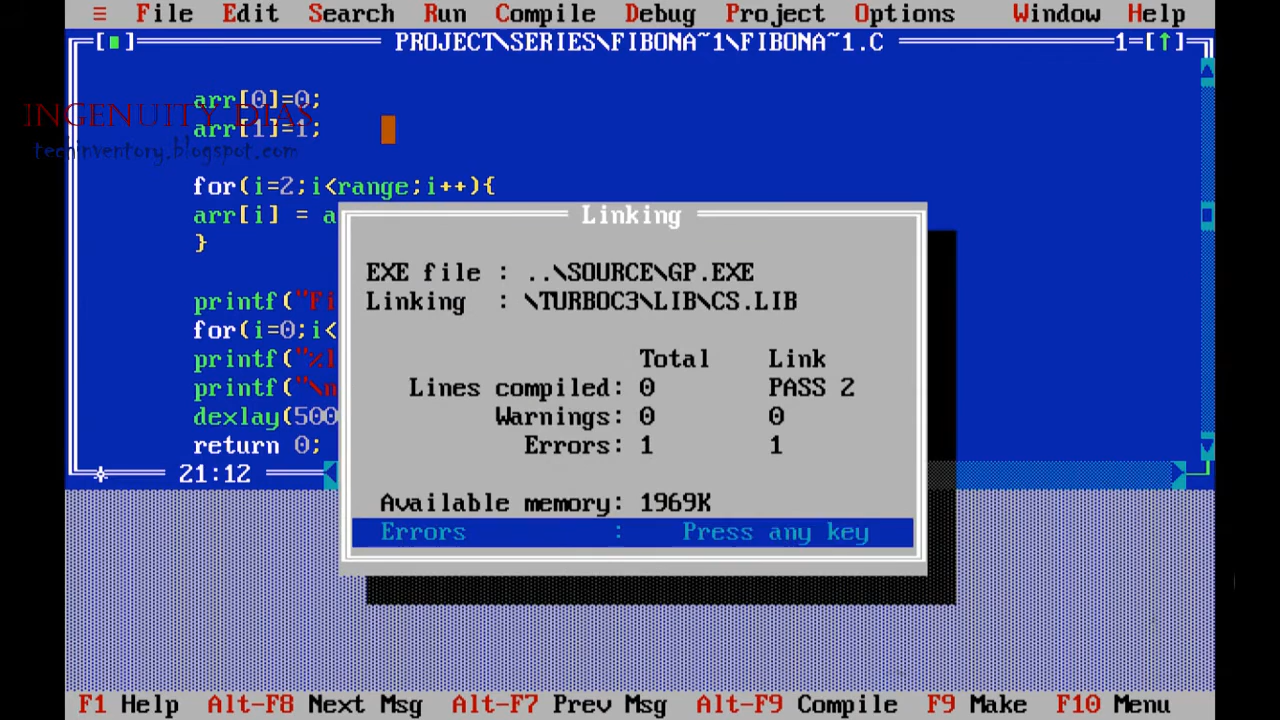 ≡ File Edit Search Run Compile Debug Project Options Window Help
[■] PROJECT\SERIES\FIBONA~1\FIBONA~1.C 1=[↑]
arr[0]=0;
INGENUITY DIAS
arr[1]=i;
techinventory.blogspot.com
for(i=2;i<range;i++){
arr[i] = a
}
printf("Fi
for(i=0;i<
printf("%l
printf("\n
dexlay(500
return 0;
21:12
Linking
EXE file : ..\SOURCE\GP.EXE
Linking : \TURBOC3\LIB\CS.LIB
Total Link
Lines compiled: 0 PASS 2
Warnings: 0 0
Errors: 1 1
Available memory: 1969K
Errors : Press any key
F1 Help Alt-F8 Next Msg Alt-F7 Prev Msg Alt-F9 Compile F9 Make F10 Menu